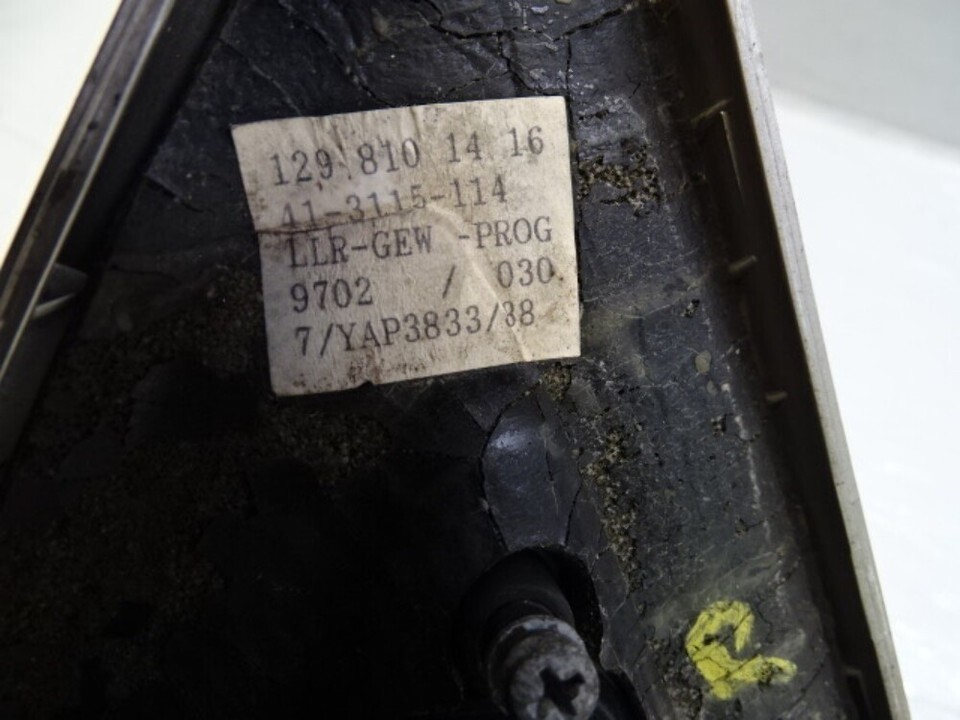 129 810 14 16
41-3115-114
LLR-GEW -PROG
9702 / 030
7/YAP3833/38